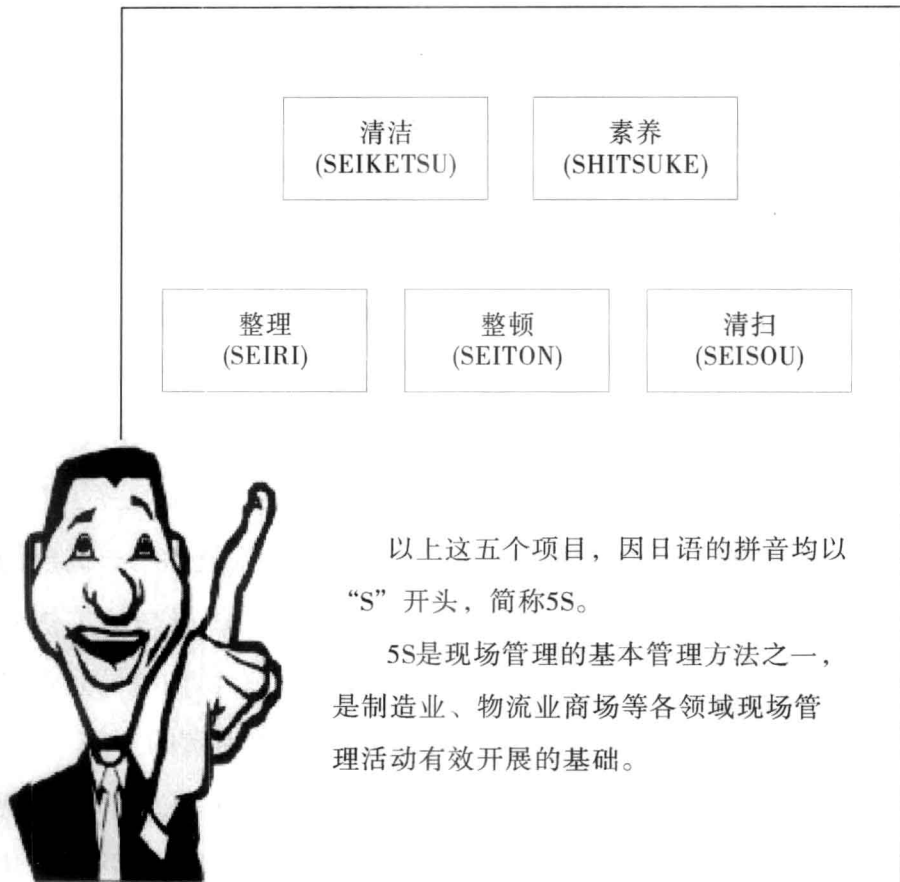 清洁
(SEIKETSU)
素养
(SHITSUKE)
整理
(SEIRI)
整顿
(SEITON)
清扫
(SEISOU)
以上这五个项目，因日语的拼音均以
“S”开头，简称5S。
5S是现场管理的基本管理方法之一，
是制造业、物流业商场等各领域现场管
理活动有效开展的基础。